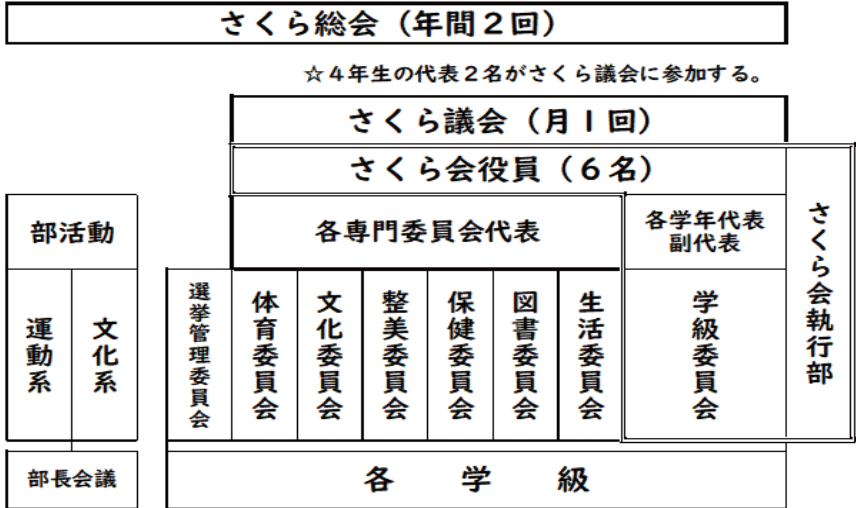 さくら総会（年間２回）
☆４年生の代表２名がさくら議会に参加する。
さくら議会（月１回）
さくら会役員（６名）
さくら会執行部
部活動
各専門委員会代表
各学年代表
副代表
運動系
文化系
選挙管理委員会
体育委員会
文化委員会
整美委員会
保健委員会
図書委員会
生活委員会
学級委員会
部長会議
各学級